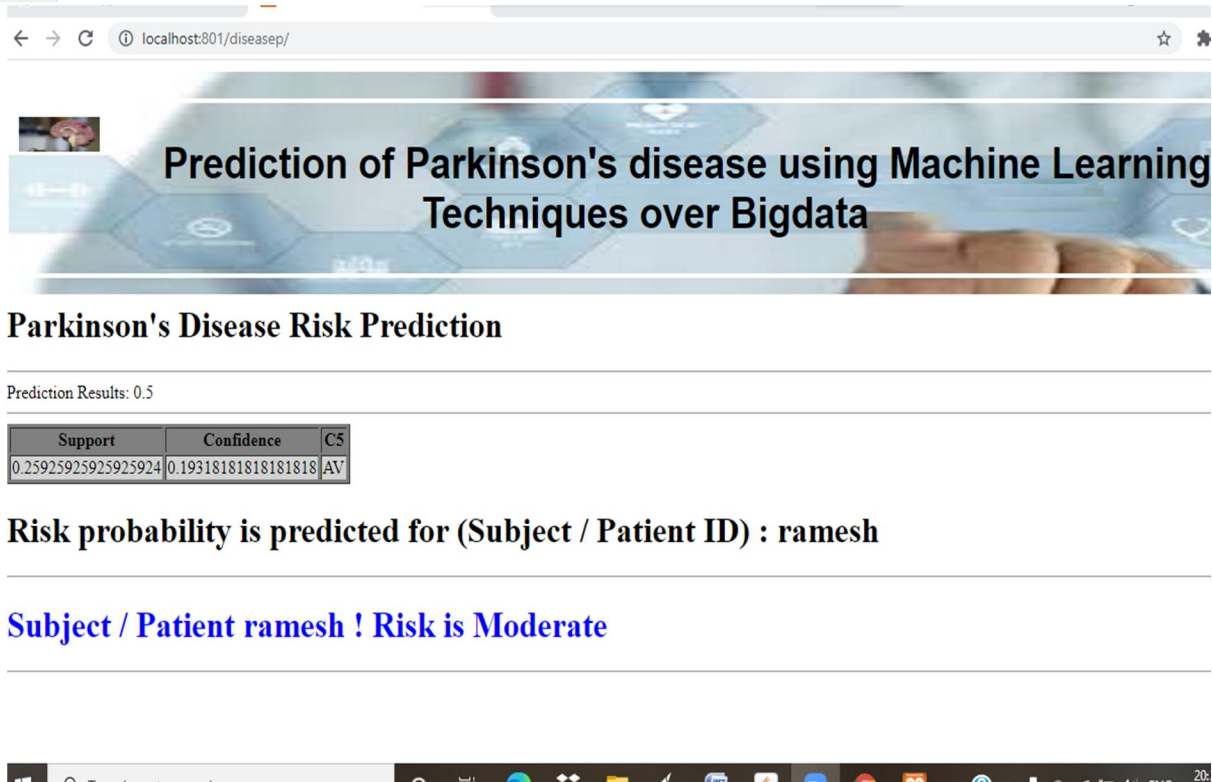 localhost:801/diseasep/
Prediction of Parkinson's disease using Machine Learning
Techniques over Bigdata
Parkinson's Disease Risk Prediction
Prediction Results: 0.5
Support Confidence C5
0.25925925925925924 0.19318181818181818 AV
Risk probability is predicted for (Subject / Patient ID) : ramesh
Subject / Patient ramesh ! Risk is Moderate
20: